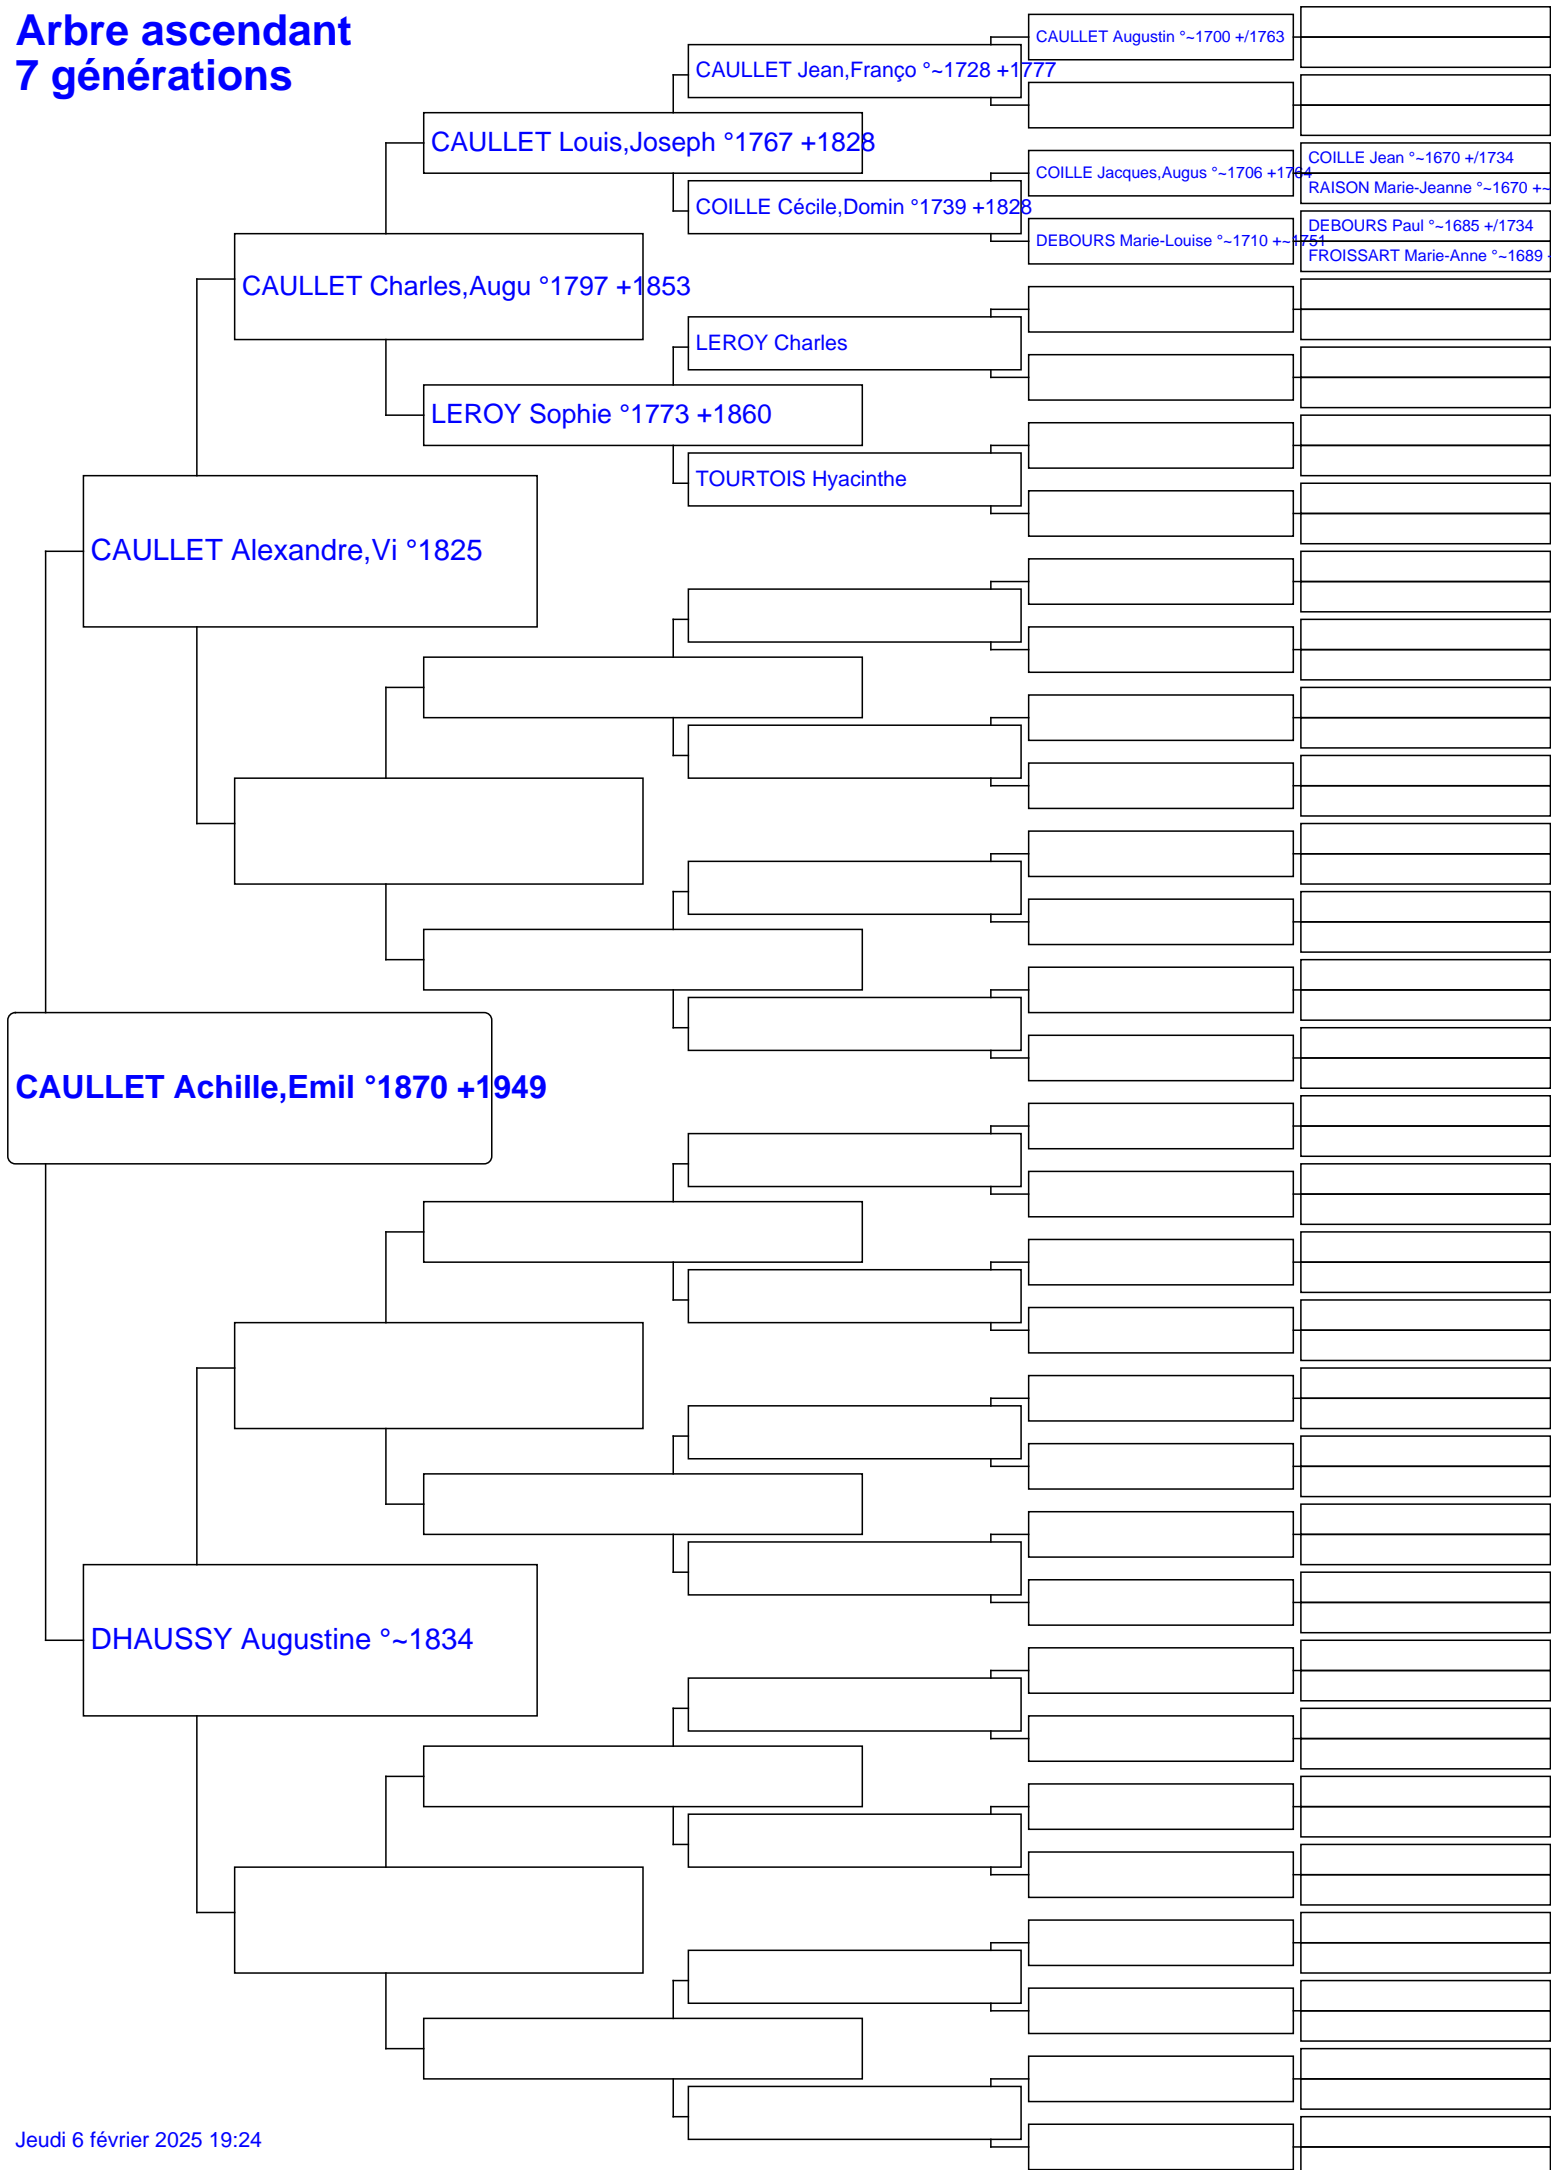 Arbre ascendant
7 générations
CAULLET Augustin °~1700 +/1763
CAULLET Jean,Franço °~1728 +1777
CAULLET Louis,Joseph °1767 +1828
COILLE Jean °~1670 +/1734
COILLE Jacques,Augus °~1706 +1764
RAISON Marie-Jeanne °~1670 +~
COILLE Cécile,Domin °1739 +1828
DEBOURS Paul °~1685 +/1734
DEBOURS Marie-Louise °~1710 +~1751
FROISSART Marie-Anne °~1689 +
CAULLET Charles,Augu °1797 +1853
LEROY Charles
LEROY Sophie °1773 +1860
TOURTOIS Hyacinthe
CAULLET Alexandre,Vi °1825
CAULLET Achille,Emil °1870 +1949
DHAUSSY Augustine °~1834
Jeudi 6 février 2025 19:24